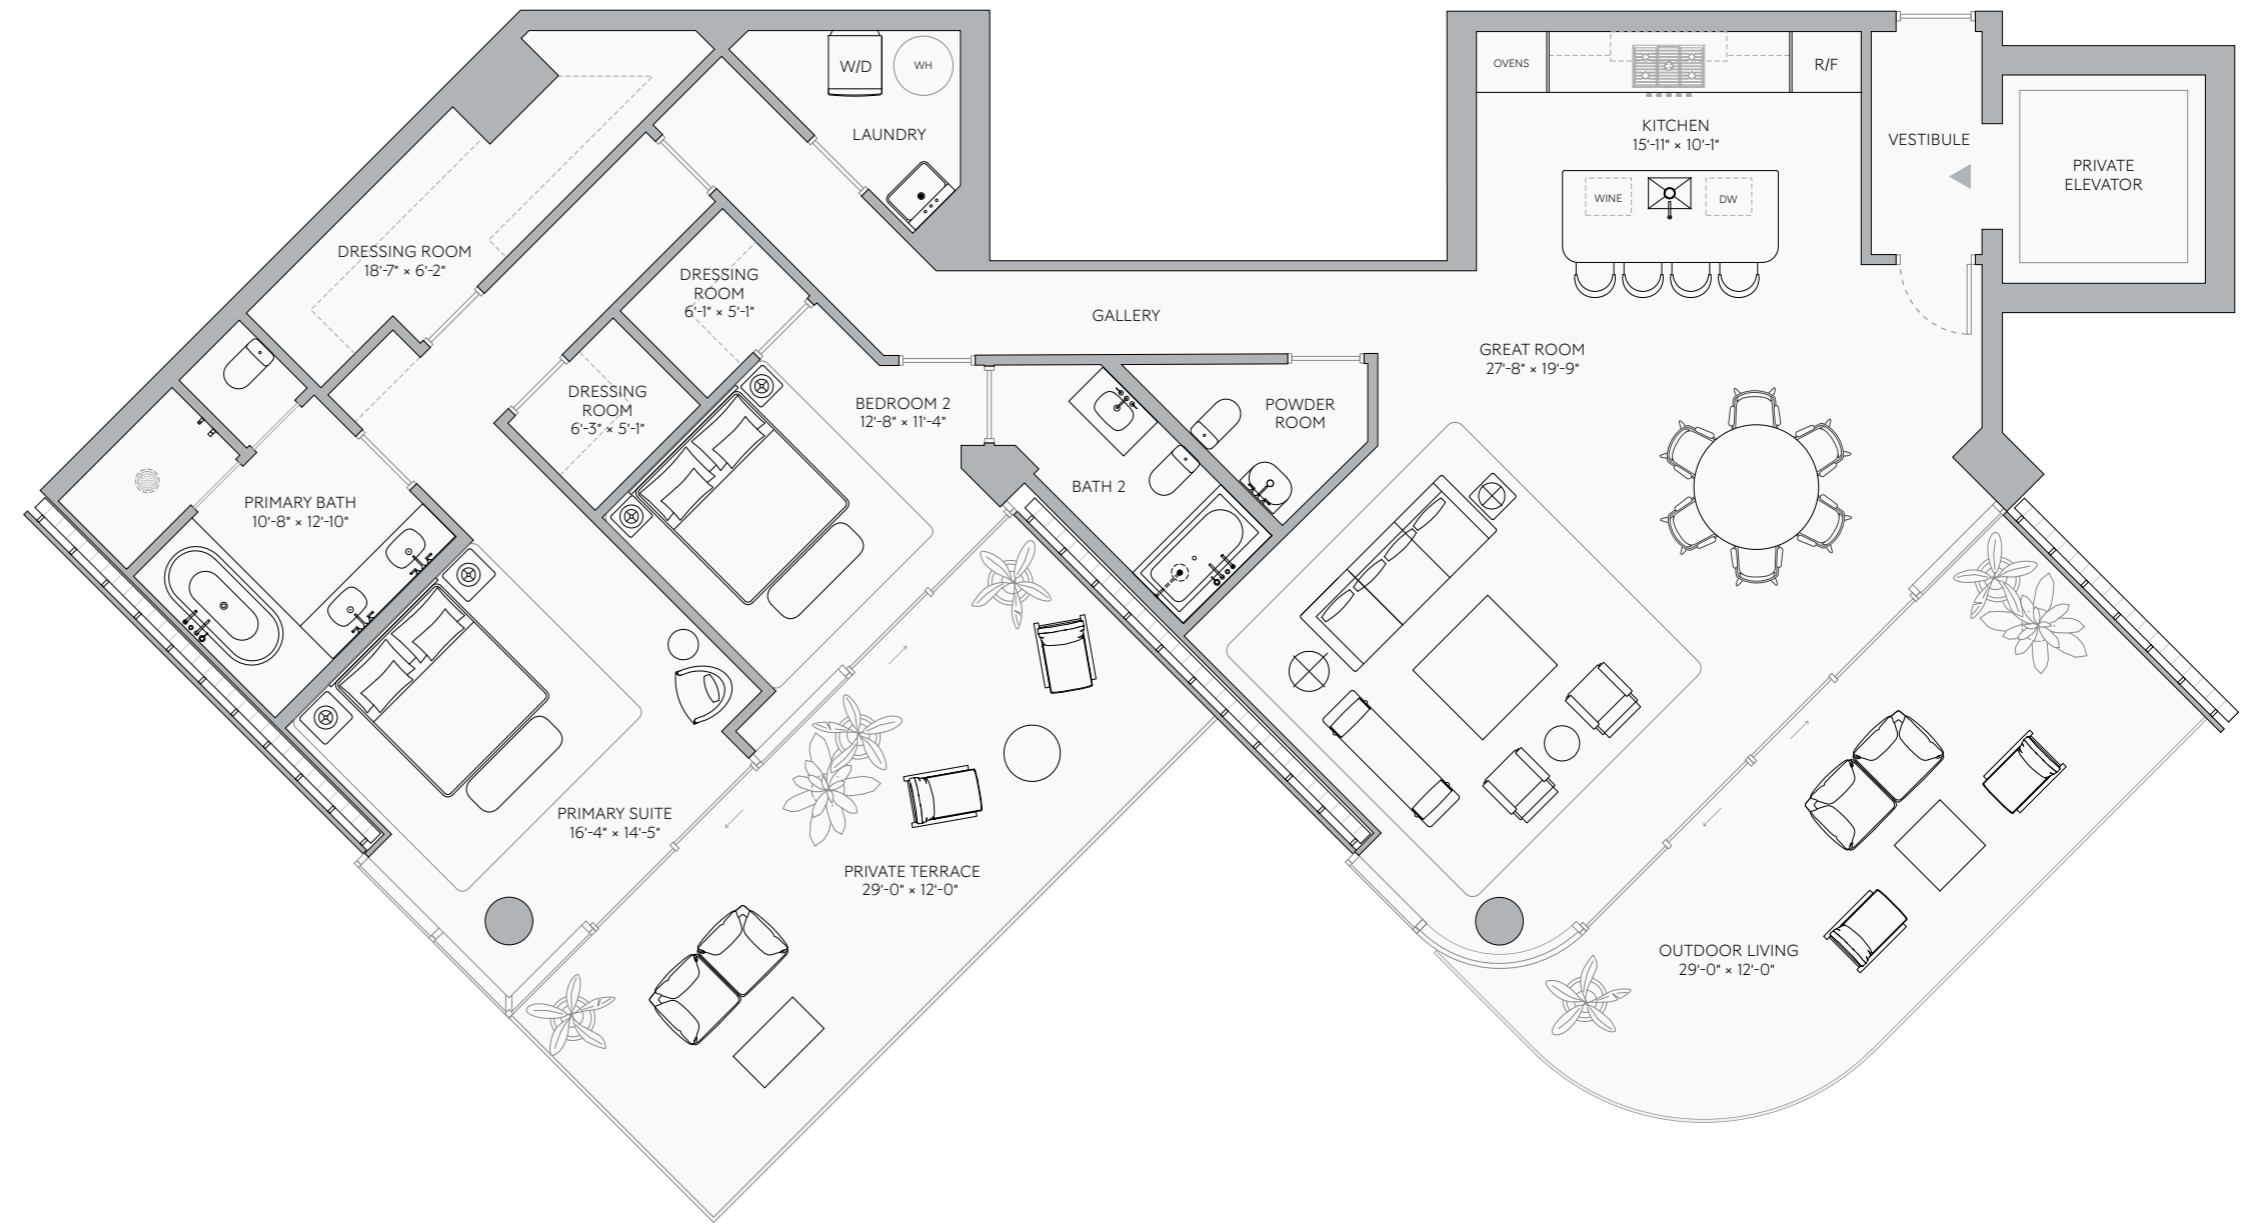 W/D
WH
LAUNDRY
OVENS
R/F
KITCHEN
15'-11" × 10'-1"
WINE
DW
VESTIBULE
PRIVATE
ELEVATOR
DRESSING ROOM
18'-7" × 6'-2"
DRESSING
ROOM
6'-1" × 5'-1"
GALLERY
GREAT ROOM
27'-8" × 19'-9"
DRESSING
ROOM
6'-3" × 5'-1"
BEDROOM 2
12'-8" × 11'-4"
POWDER
ROOM
BATH 2
PRIMARY BATH
10'-8" × 12'-10"
PRIMARY SUITE
16'-4" × 14'-5"
PRIVATE TERRACE
29'-0" × 12'-0"
OUTDOOR LIVING
29'-0" × 12'-0"